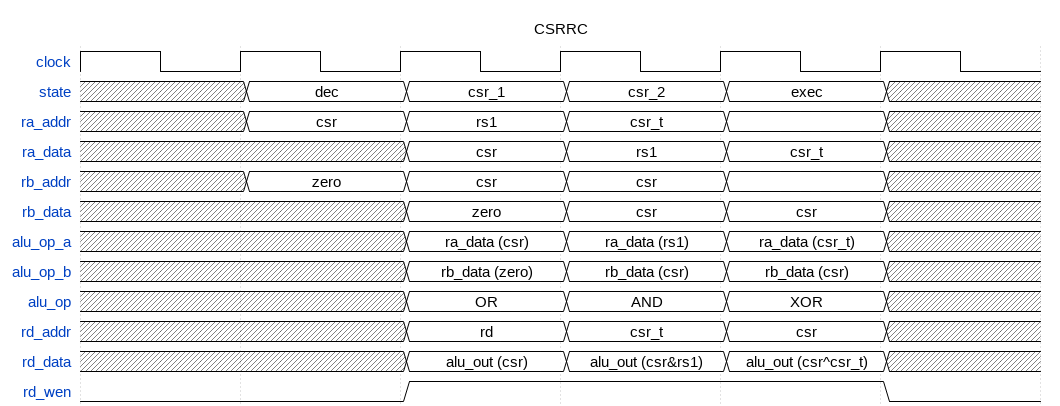 CSRRC
clock
state dec csr_1 csr_2 exec
ra_addr csr rs1 csr_t
ra_data csr rs1 csr_t
rb_addr zero csr csr
rb_data zero csr csr
alu_op_a ra_data (csr) ra_data (rs1) ra_data (csr_t)
alu_op_b rb_data (zero) rb_data (csr) rb_data (csr)
alu_op OR AND XOR
rd_addr rd csr_t csr
rd_data alu_out (csr) alu_out (csr&rs1) alu_out (csr^csr_t)
rd_wen